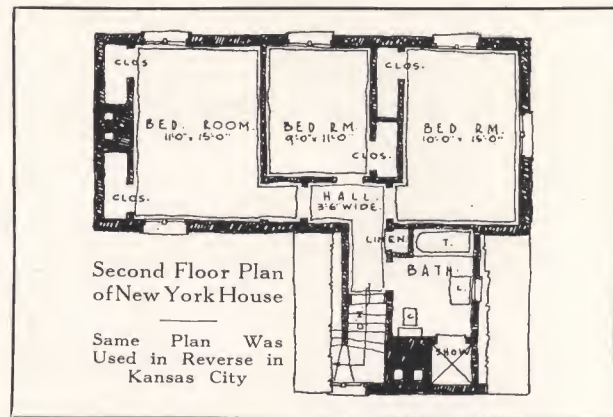 CLOS
CLOS.
BED. ROOM.
11'-0" x 15'-0"
BED RM.
9'-0" x 11'-0"
BED RM.
10'-0" x 15'-0"
CLOS.
CLOS.
HALL.
3'-6" WIDE
LINEN
T.
BATH.
L.
C
SHOW
Second Floor Plan
of New York House
Same Plan Was
Used in Reverse in
Kansas City